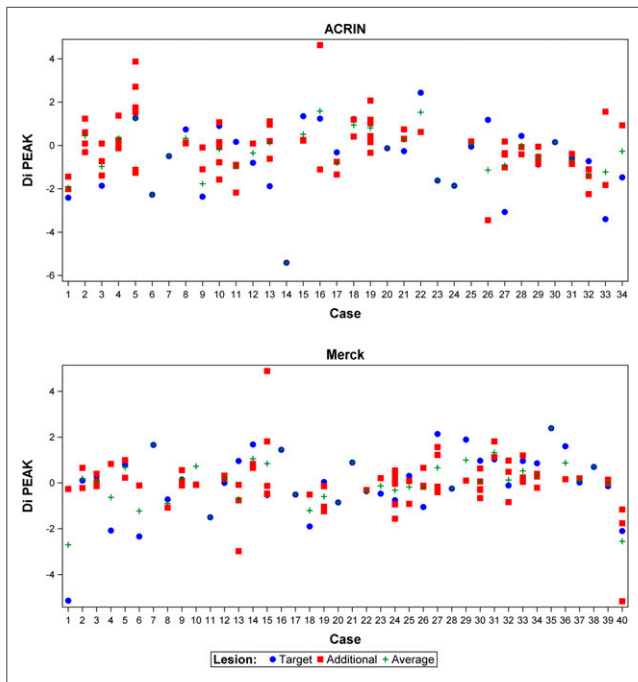 ACRIN
4
2
0
-2
-4
-6
Di PEAK
1 2 3 4 5 6 7 8 9 10 11 12 13 14 15 16 17 18 19 20 21 22 23 24 25 26 27 28 29 30 31 32 33 34
Case
Merck
4
2
0
-2
-4
Di PEAK
1 2 3 4 5 6 7 8 9 10 11 12 13 14 15 16 17 18 19 20 21 22 23 24 25 26 27 28 29 30 31 32 33 34 35 36 37 38 39 40
Case
Lesion: Target Additional Average